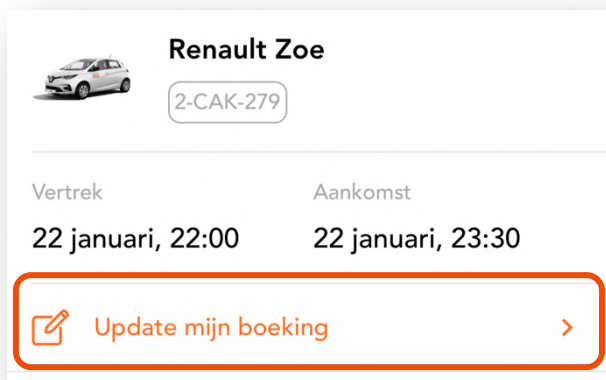 Renault Zoe
2-CAK-279
Vertrek Aankomst
22 januari, 22:00 22 januari, 23:30
Update mijn boeking